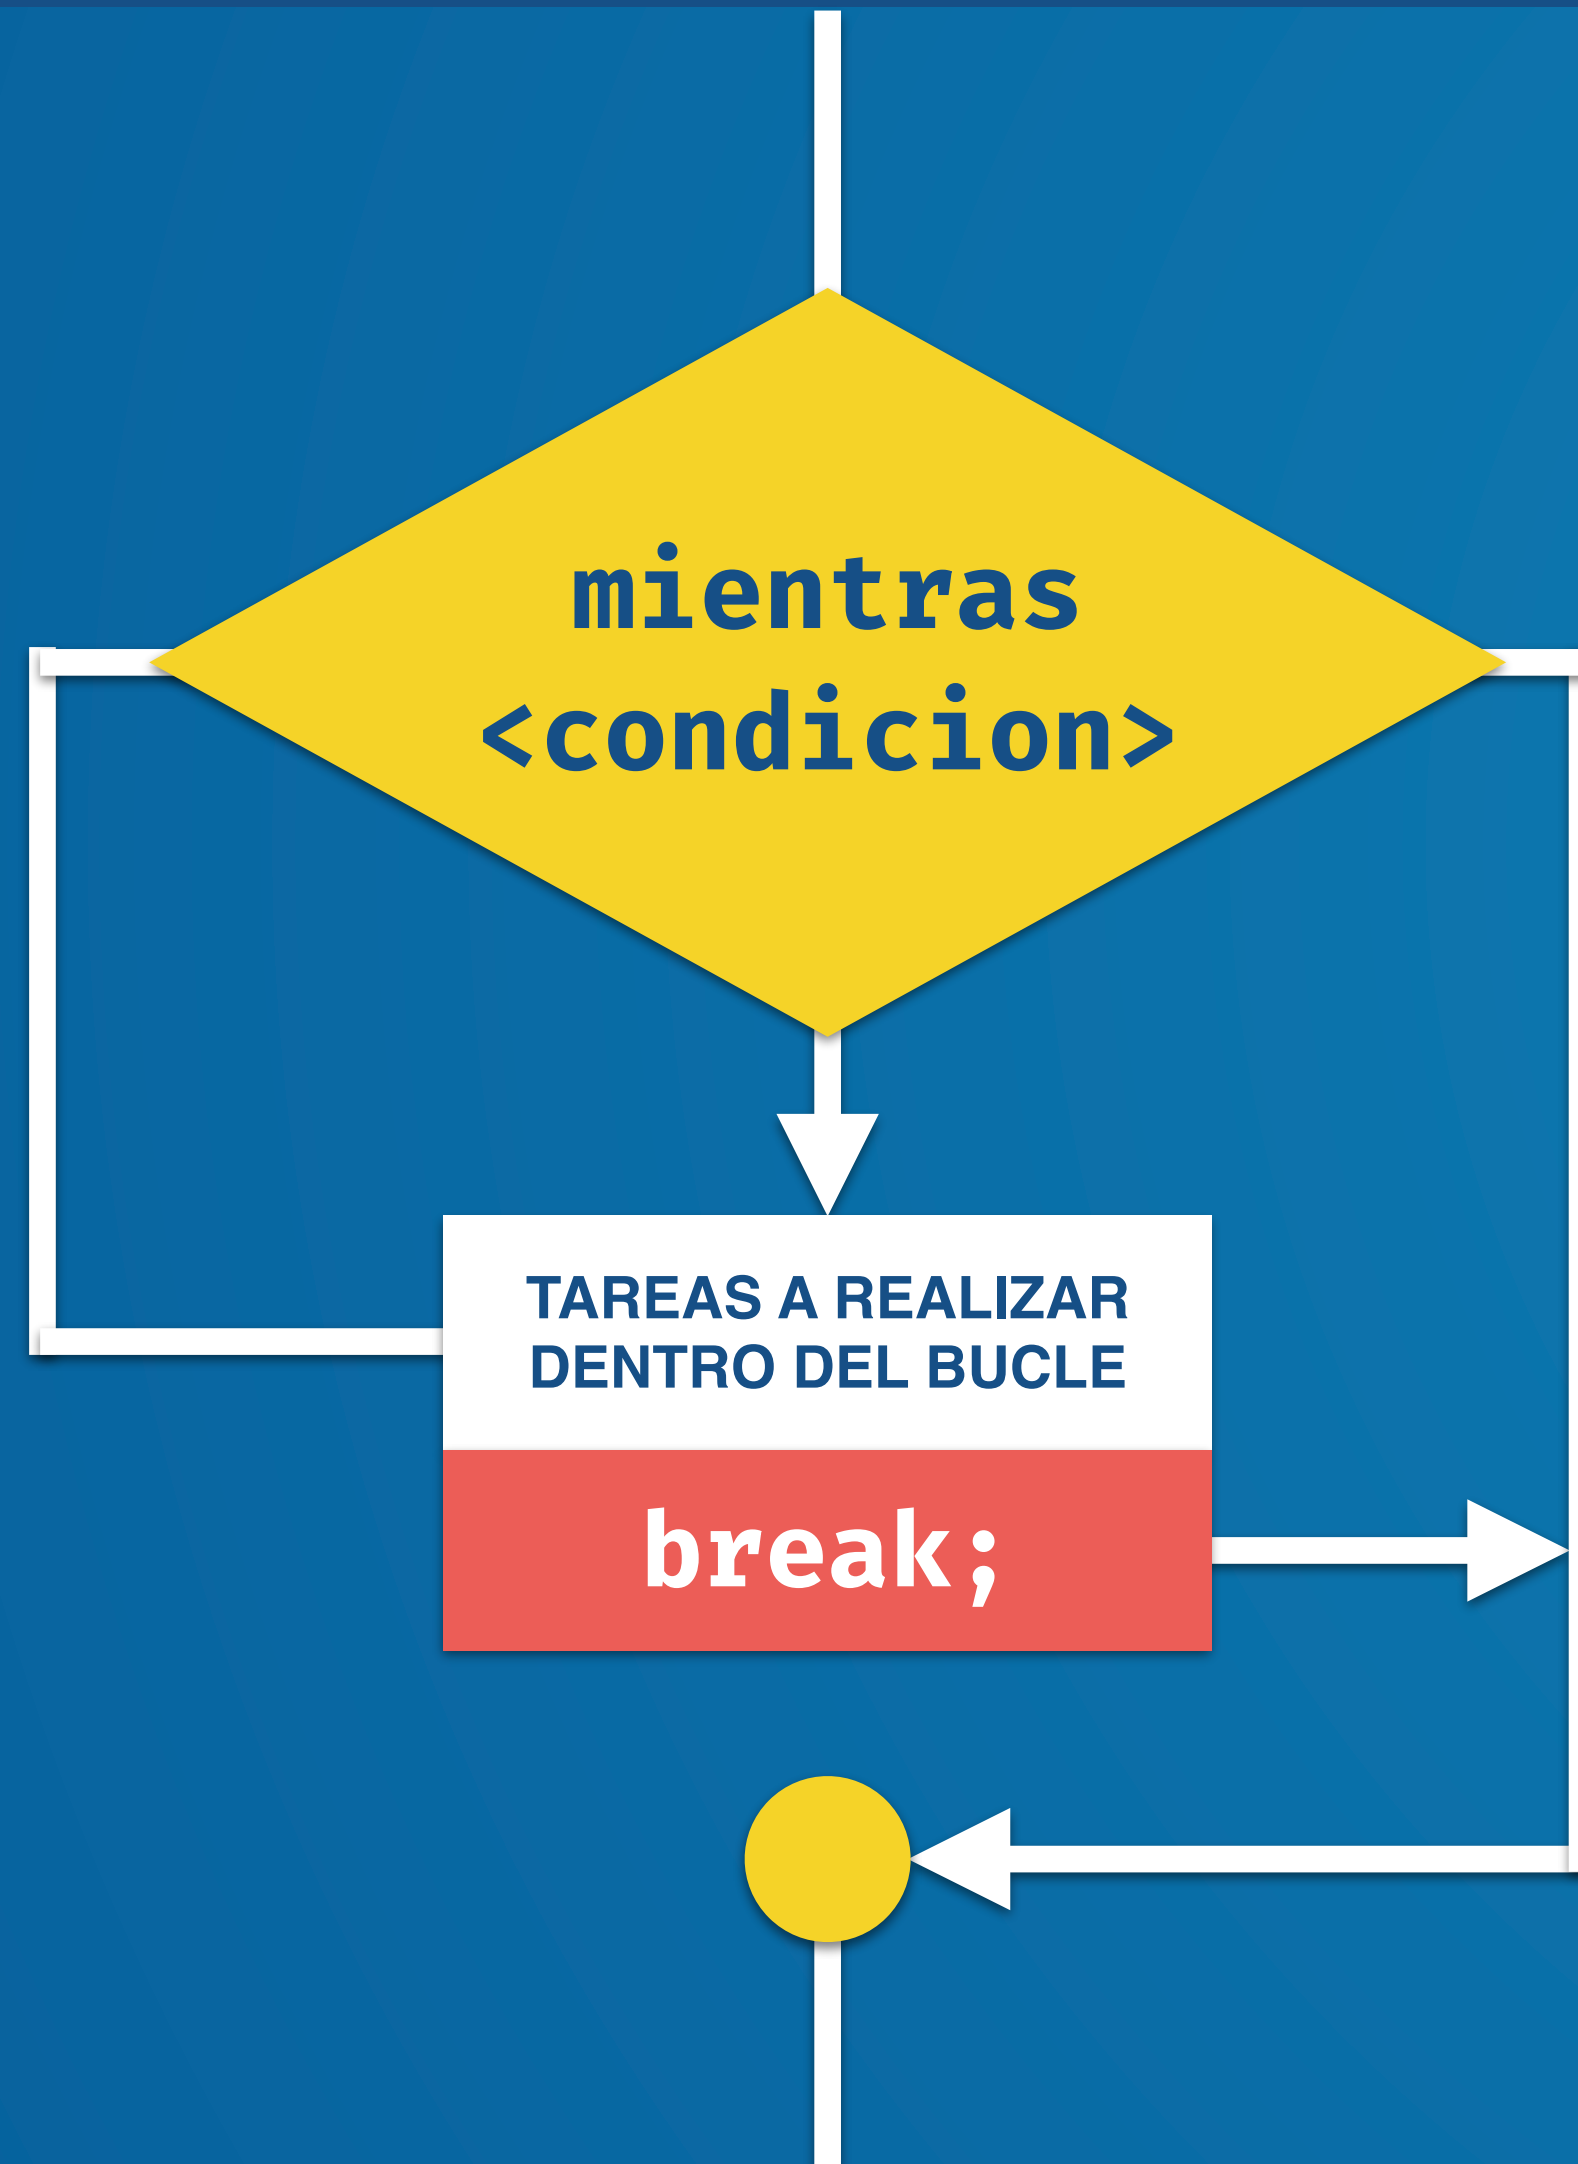 mientras
<condicion>
TAREAS A REALIZAR
DENTRO DEL BUCLE
break;